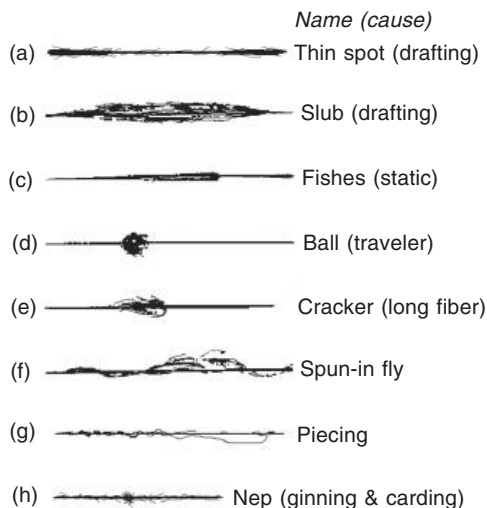 Name (cause)
(a) Thin spot (drafting)
(b) Slub (drafting)
(c) Fishes (static)
(d) Ball (traveler)
(e) Cracker (long fiber)
(f) Spun-in fly
(g) Piecing
(h) Nep (ginning & carding)